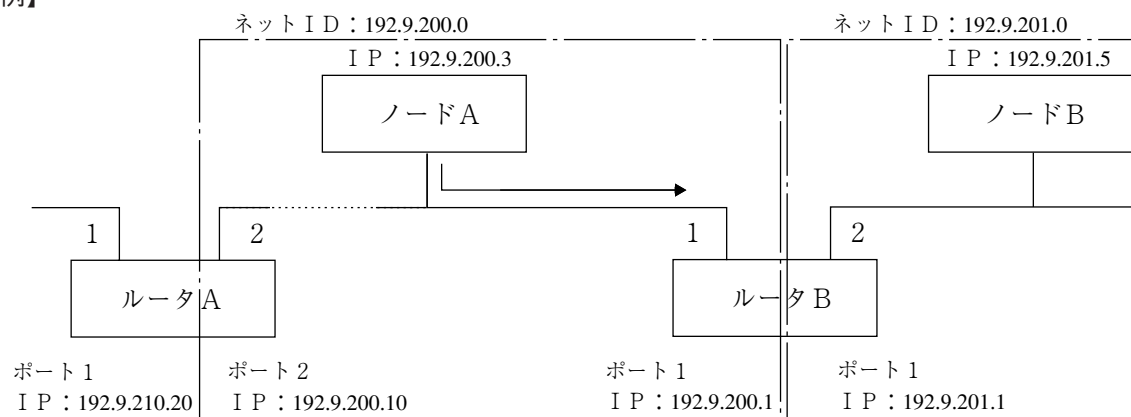 例】
ネットＩＤ：192.9.200.0
ネットＩＤ：192.9.201.0
ＩＰ：192.9.200.3
ＩＰ：192.9.201.5
ノードＡ
ノードＢ
1
2
1
2
ルータＡ
ルータＢ
ポート１
ポート２
ポート１
ポート１
ＩＰ：192.9.210.20
ＩＰ：192.9.200.10
ＩＰ：192.9.200.1
ＩＰ：192.9.201.1